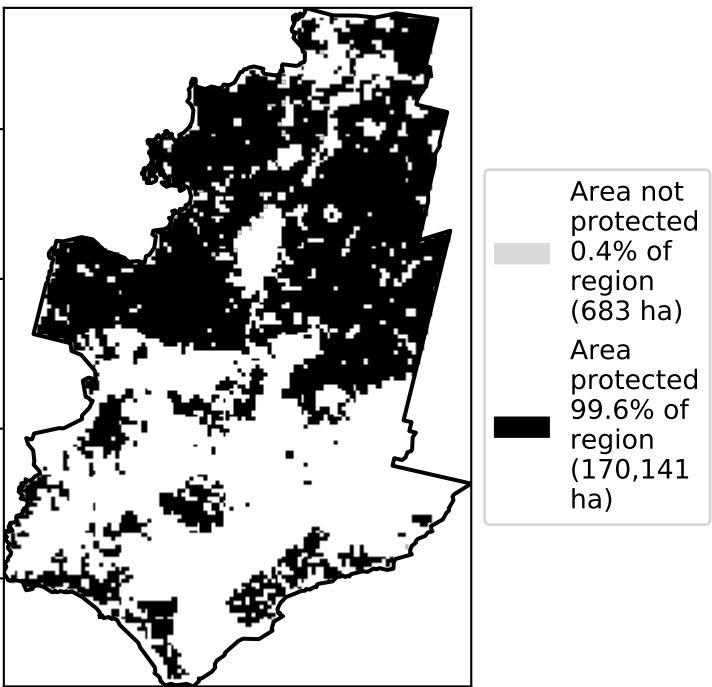 Area not
protected
0.4% of
region
(683 ha)
Area
protected
99.6% of
region
(170,141
ha)